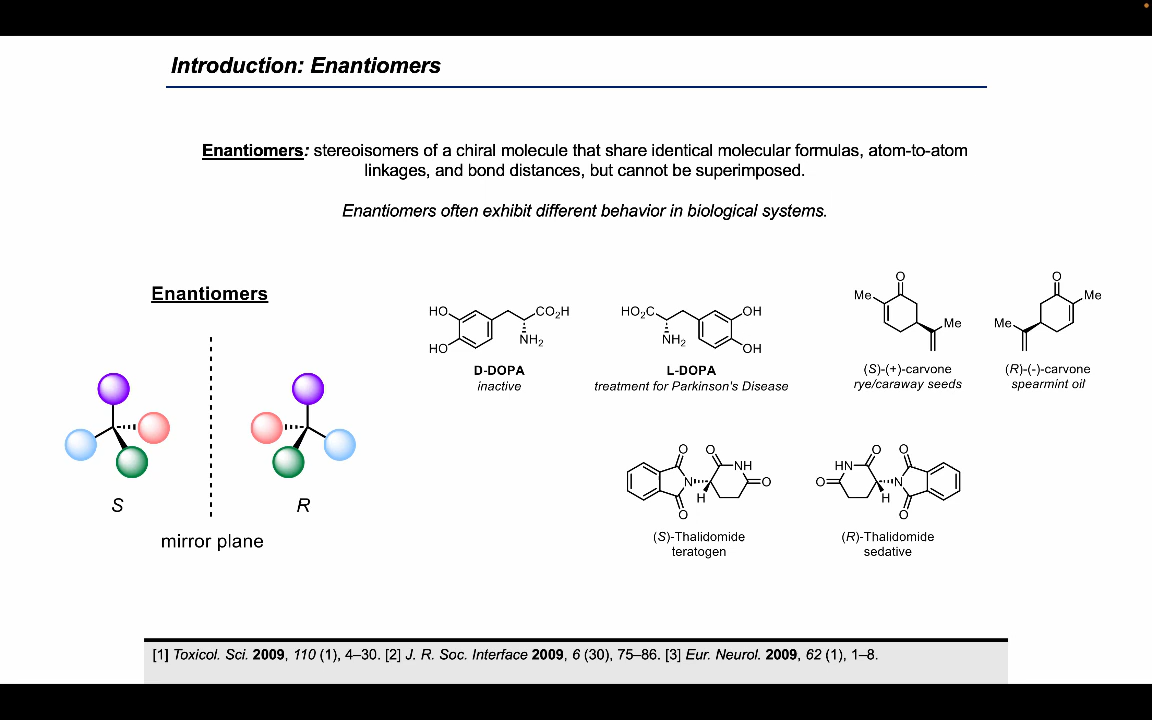 Introduction: Enantiomers
Enantiomers: stereoisomers of a chiral molecule that share identical molecular formulas, atom-to-atom
linkages, and bond distances, but cannot be superimposed.
Enantiomers often exhibit different behavior in biological systems.
Enantiomers
S
R
mirror plane
HO
HO
CO2H
NH2
D-DOPA
inactive
HO2C
NH2
OH
OH
L-DOPA
treatment for Parkinson's Disease
O
Me
Me
(S)-(+)-carvone
rye/caraway seeds
O
Me
Me
(R)-(-)-carvone
spearmint oil
O
O
N
NH
O
H
O
(S)-Thalidomide
teratogen
O
O
HN
O
N
H
O
(R)-Thalidomide
sedative
[1] Toxicol. Sci. 2009, 110 (1), 4–30. [2] J. R. Soc. Interface 2009, 6 (30), 75–86. [3] Eur. Neurol. 2009, 62 (1), 1–8.